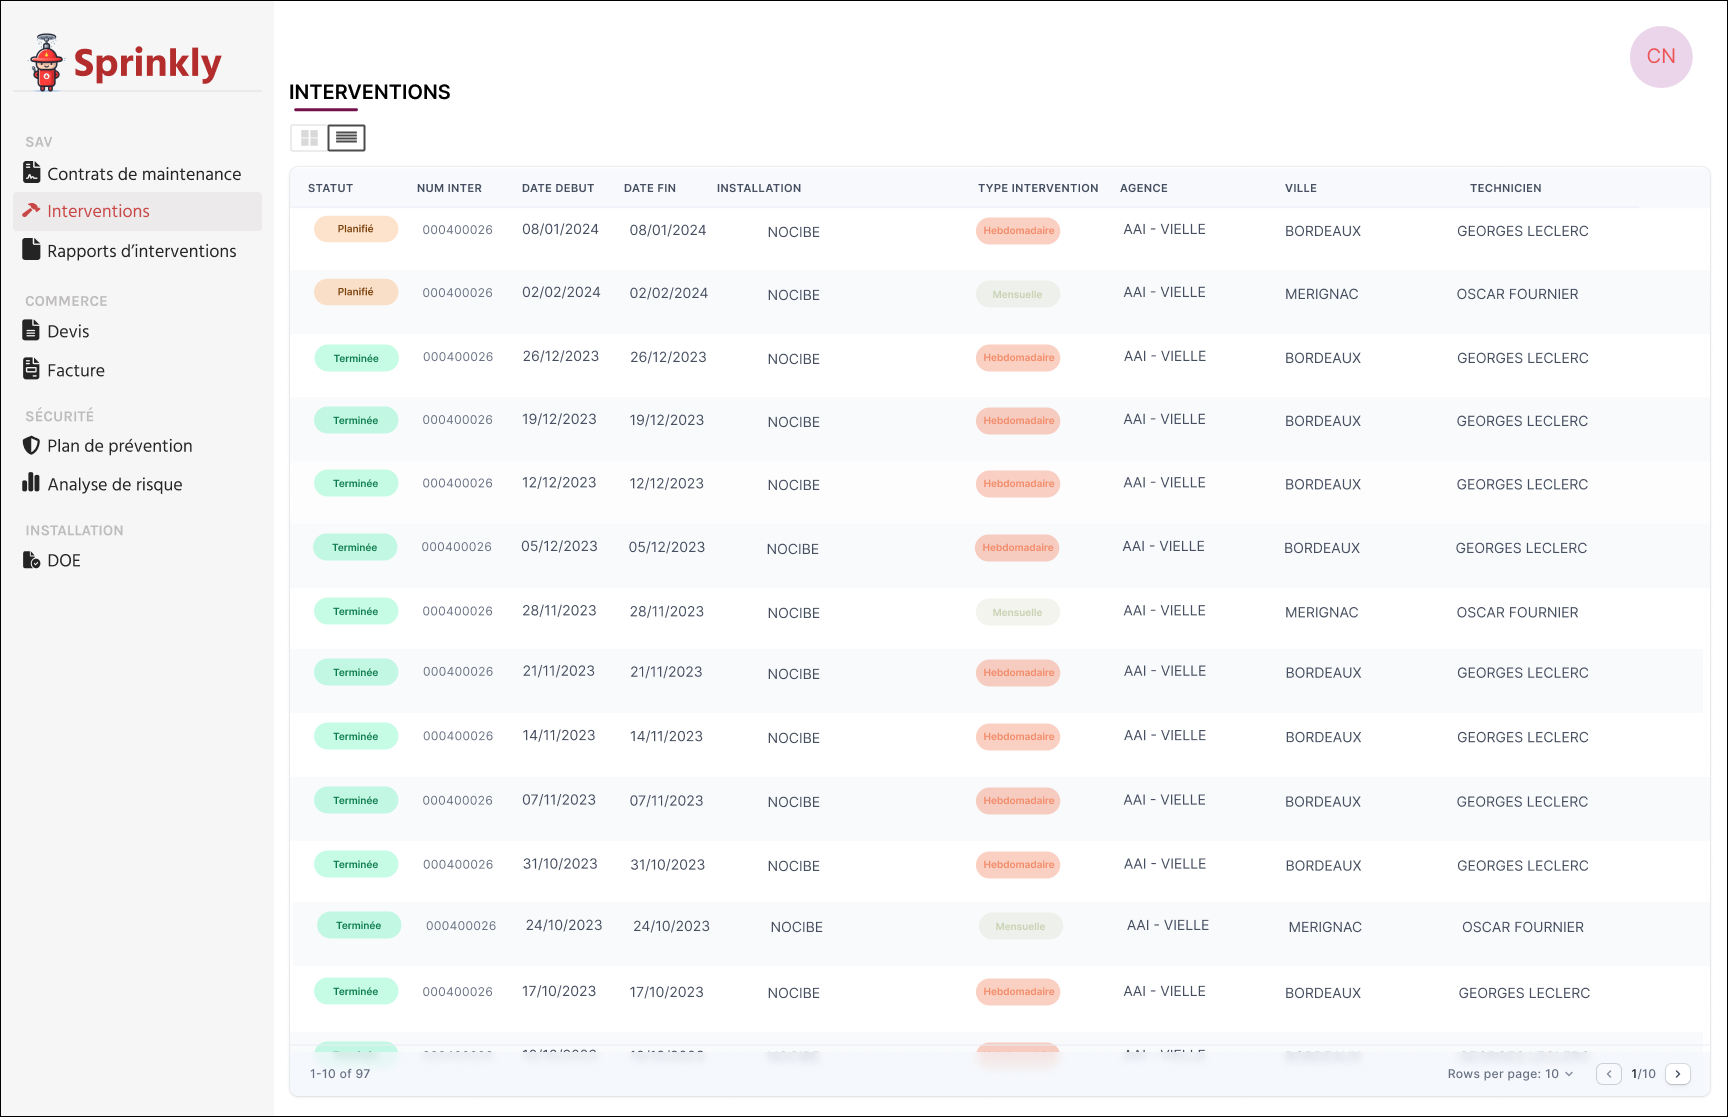 Sprinkly
CN
INTERVENTIONS
SAV
Contrats de maintenance
Interventions
Rapports d’interventions
COMMERCE
Devis
Facture
SÉCURITÉ
Plan de prévention
Analyse de risque
INSTALLATION
DOE
STATUT NUM INTER DATE DEBUT DATE FIN INSTALLATION TYPE INTERVENTION AGENCE VILLE TECHNICIEN
Planifié 000400026 08/01/2024 08/01/2024 NOCIBE Hebdomadaire AAI - VIELLE BORDEAUX GEORGES LECLERC
Planifié 000400026 02/02/2024 02/02/2024 NOCIBE Mensuelle AAI - VIELLE MERIGNAC OSCAR FOURNIER
Terminée 000400026 26/12/2023 26/12/2023 NOCIBE Hebdomadaire AAI - VIELLE BORDEAUX GEORGES LECLERC
Terminée 000400026 19/12/2023 19/12/2023 NOCIBE Hebdomadaire AAI - VIELLE BORDEAUX GEORGES LECLERC
Terminée 000400026 12/12/2023 12/12/2023 NOCIBE Hebdomadaire AAI - VIELLE BORDEAUX GEORGES LECLERC
Terminée 000400026 05/12/2023 05/12/2023 NOCIBE Hebdomadaire AAI - VIELLE BORDEAUX GEORGES LECLERC
Terminée 000400026 28/11/2023 28/11/2023 NOCIBE Mensuelle AAI - VIELLE MERIGNAC OSCAR FOURNIER
Terminée 000400026 21/11/2023 21/11/2023 NOCIBE Hebdomadaire AAI - VIELLE BORDEAUX GEORGES LECLERC
Terminée 000400026 14/11/2023 14/11/2023 NOCIBE Hebdomadaire AAI - VIELLE BORDEAUX GEORGES LECLERC
Terminée 000400026 07/11/2023 07/11/2023 NOCIBE Hebdomadaire AAI - VIELLE BORDEAUX GEORGES LECLERC
Terminée 000400026 31/10/2023 31/10/2023 NOCIBE Hebdomadaire AAI - VIELLE BORDEAUX GEORGES LECLERC
Terminée 000400026 24/10/2023 24/10/2023 NOCIBE Mensuelle AAI - VIELLE MERIGNAC OSCAR FOURNIER
Terminée 000400026 17/10/2023 17/10/2023 NOCIBE Hebdomadaire AAI - VIELLE BORDEAUX GEORGES LECLERC
1-10 of 97 Rows per page: 10 1/10